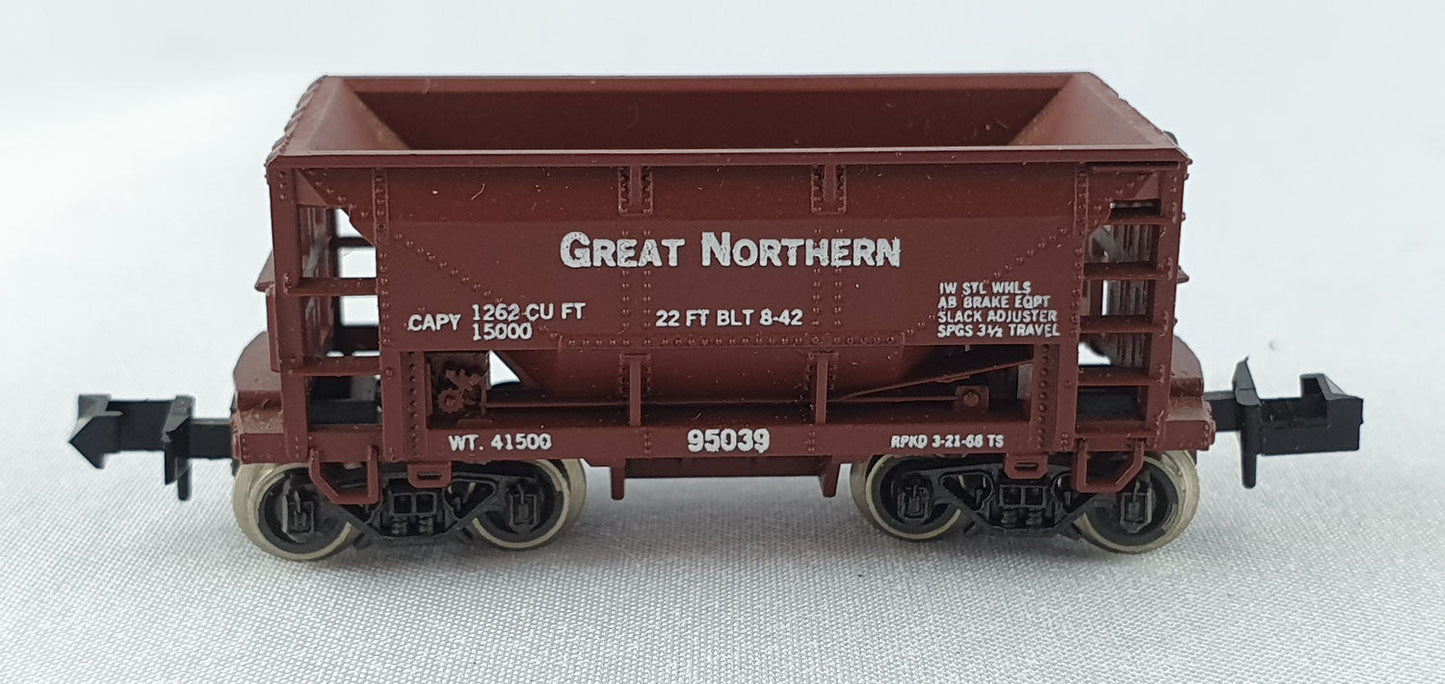 GREAT NORTHERN
CAPY 1262 CU FT
15000
22 FT BLT 8-42
1W STL WHLS
AB BRAKE EQPT
SLACK ADJUSTER
SPGS 3½ TRAVEL
WT. 41500
95039
RPKD 3-21-68 TS